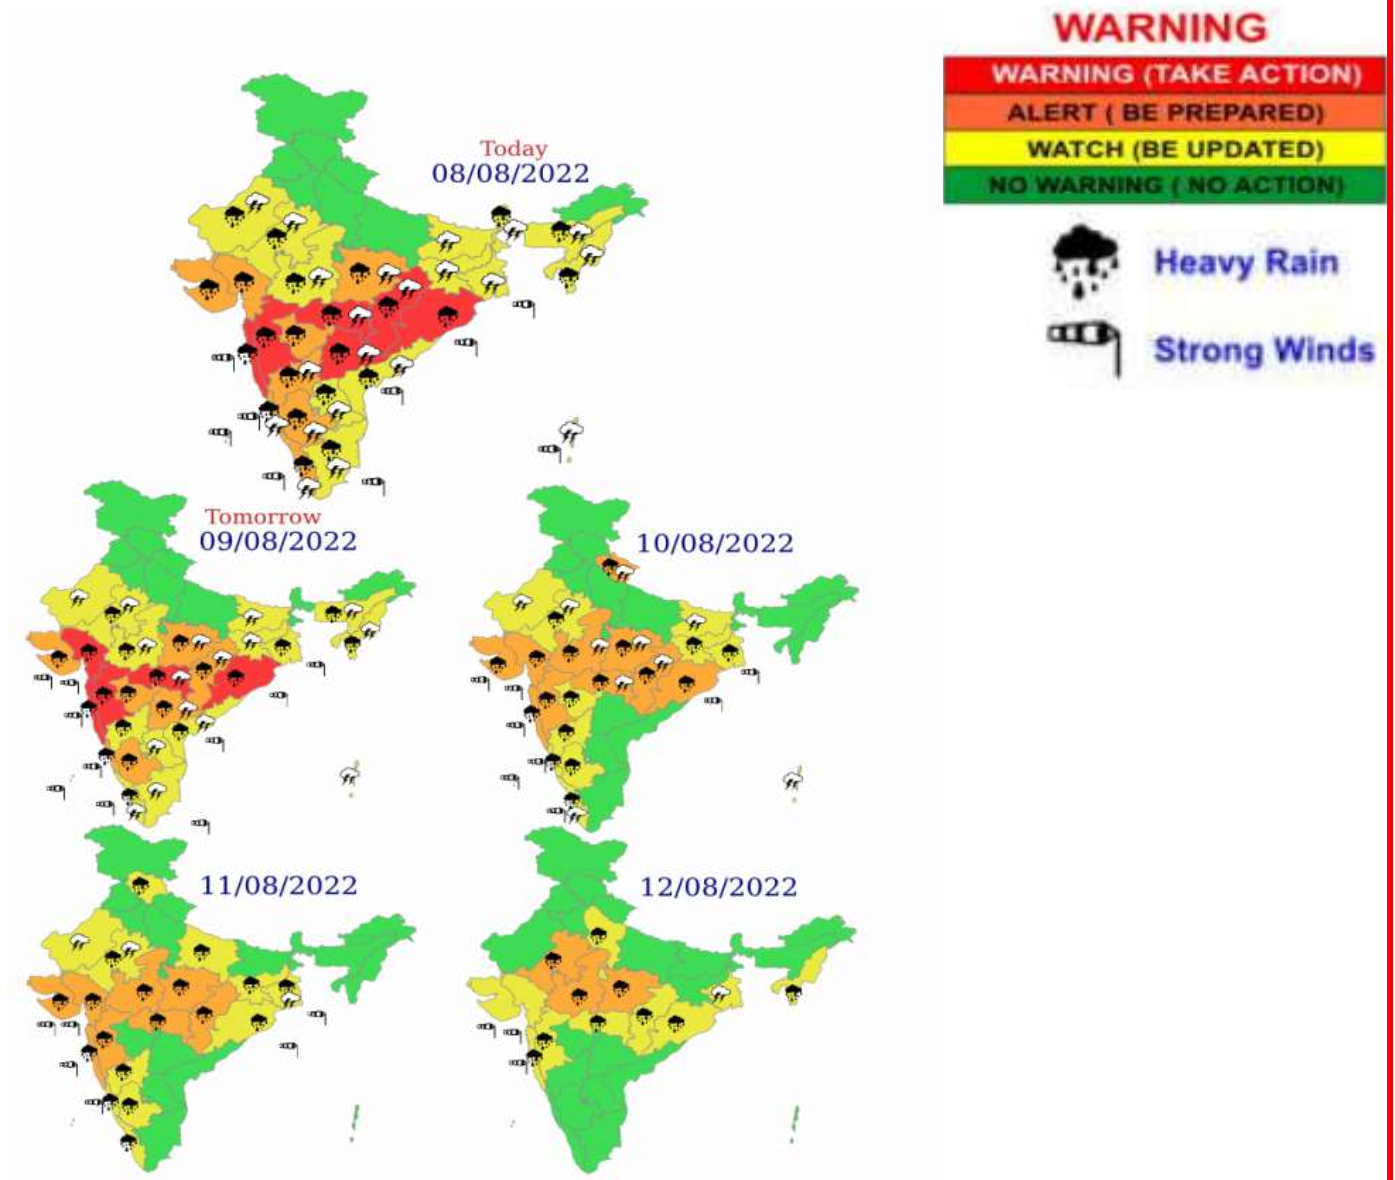 WARNING
WARNING (TAKE ACTION)
ALERT ( BE PREPARED)
WATCH (BE UPDATED)
NO WARNING ( NO ACTION)
Heavy Rain
Strong Winds
Today
08/08/2022
Tomorrow
09/08/2022
10/08/2022
11/08/2022
12/08/2022